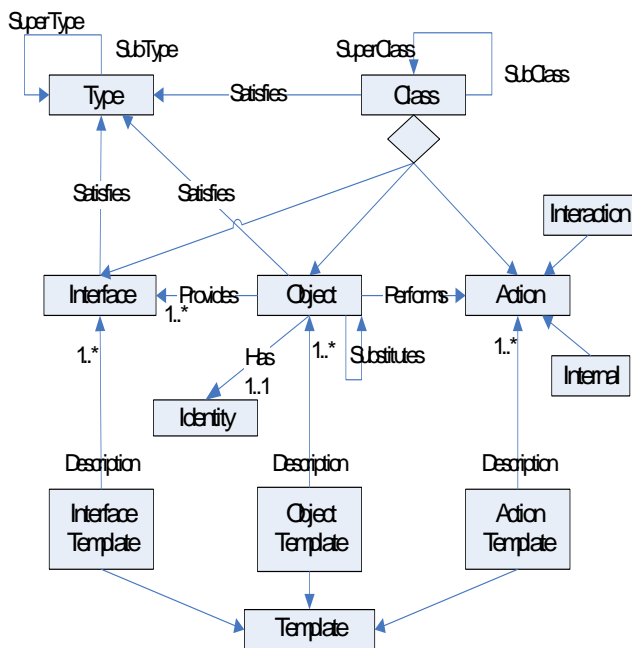 SuperType
SubType
SuperClass
SubClass
Type
Satisfies
Class
Satisfies
Satisfies
Interaction
Interface
Provides
Object
Performs
Action
1..*
1..*
Has
1..*
Substitutes
1..*
1..1
Internal
Identity
Description
Description
Description
Interface
Template
Object
Template
Action
Template
Template